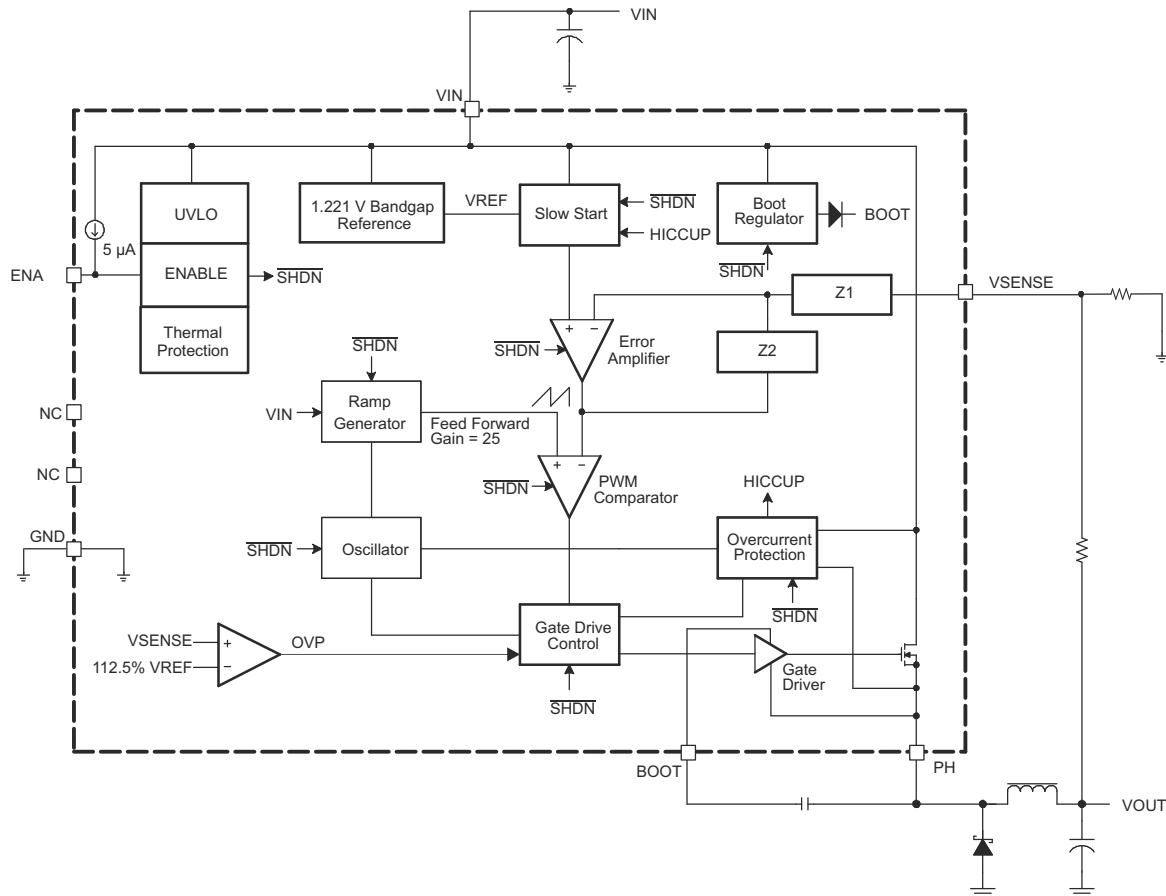 VIN
VIN
UVLO
1.221 V Bandgap
Reference
VREF
Slow Start
SHDN
HICCUP
Boot
Regulator
BOOT
SHDN
5 µA
ENA
ENABLE
SHDN
Thermal
Protection
Z1
VSENSE
Z2
+ −
SHDN
Error
Amplifier
SHDN
NC
VIN
Ramp
Generator
Feed Forward
Gain = 25
+ −
NC
SHDN
PWM
Comparator
HICCUP
GND
SHDN
Oscillator
Overcurrent
Protection
SHDN
VSENSE
+
112.5% VREF
−
OVP
Gate Drive
Control
SHDN
Gate
Driver
BOOT
PH
VOUT